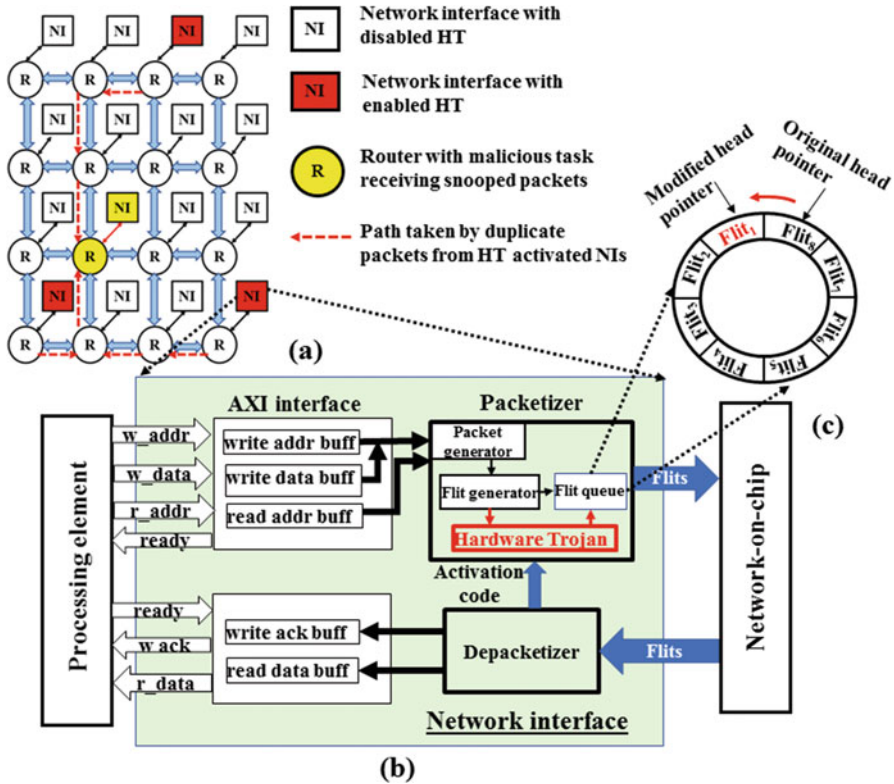 NI NI NI NI
R R R R
NI NI NI NI
R R R R
NI NI NI NI
R R R R
NI NI NI NI
R R R R
(a)
NI
Network interface with
disabled HT
NI
Network interface with
enabled HT
R
Router with malicious task
receiving snooped packets
Path taken by duplicate
packets from HT activated NIs
Modified head
pointer
Original head
pointer
Flit1
Flit8
Flit7
Flit6
Flit5
Flit4
Flit3
Flit2
(c)
Processing element
w_addr
w_data
r_addr
ready
ready
w ack
r_data
AXI interface
write addr buff
write data buff
read addr buff
write ack buff
read data buff
Packetizer
Packet
generator
Flit generator
Flit queue
Hardware Trojan
Activation
code
Depacketizer
Network interface
Flits
Flits
Network-on-chip
(b)